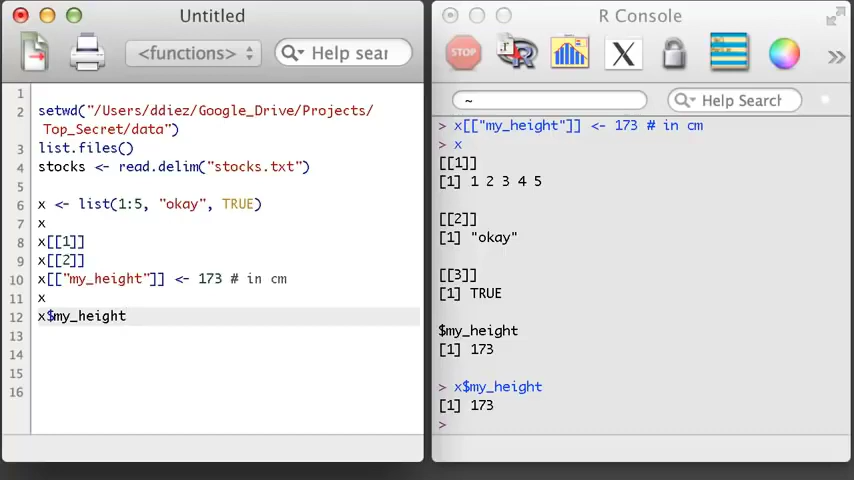 Untitled
<functions>
Help sear
1
2 setwd("/Users/ddiez/Google_Drive/Projects/
Top_Secret/data")
3 list.files()
4 stocks <- read.delim("stocks.txt")
5
6 x <- list(1:5, "okay", TRUE)
7 x
8 x[[1]]
9 x[[2]]
10 x[["my_height"]] <- 173 # in cm
11 x
12 x$my_height
13
14
15
16
R Console
STOP
R
X
~
Help Search
> x[["my_height"]] <- 173 # in cm
> x
[[1]]
[1] 1 2 3 4 5
[[2]]
[1] "okay"
[[3]]
[1] TRUE
$my_height
[1] 173
> x$my_height
[1] 173
>